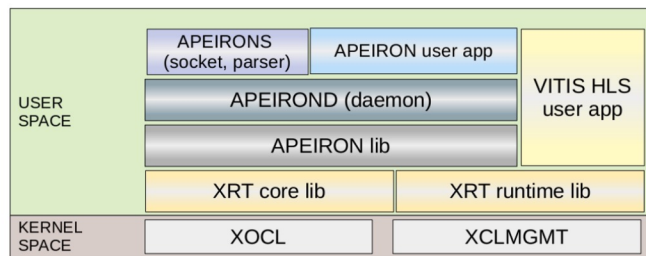 APEIRONS
(socket, parser)
APEIRON user app
VITIS HLS
user app
USER
SPACE
APEIROND (daemon)
APEIRON lib
XRT core lib
XRT runtime lib
KERNEL
SPACE
XOCL
XCLMGMT